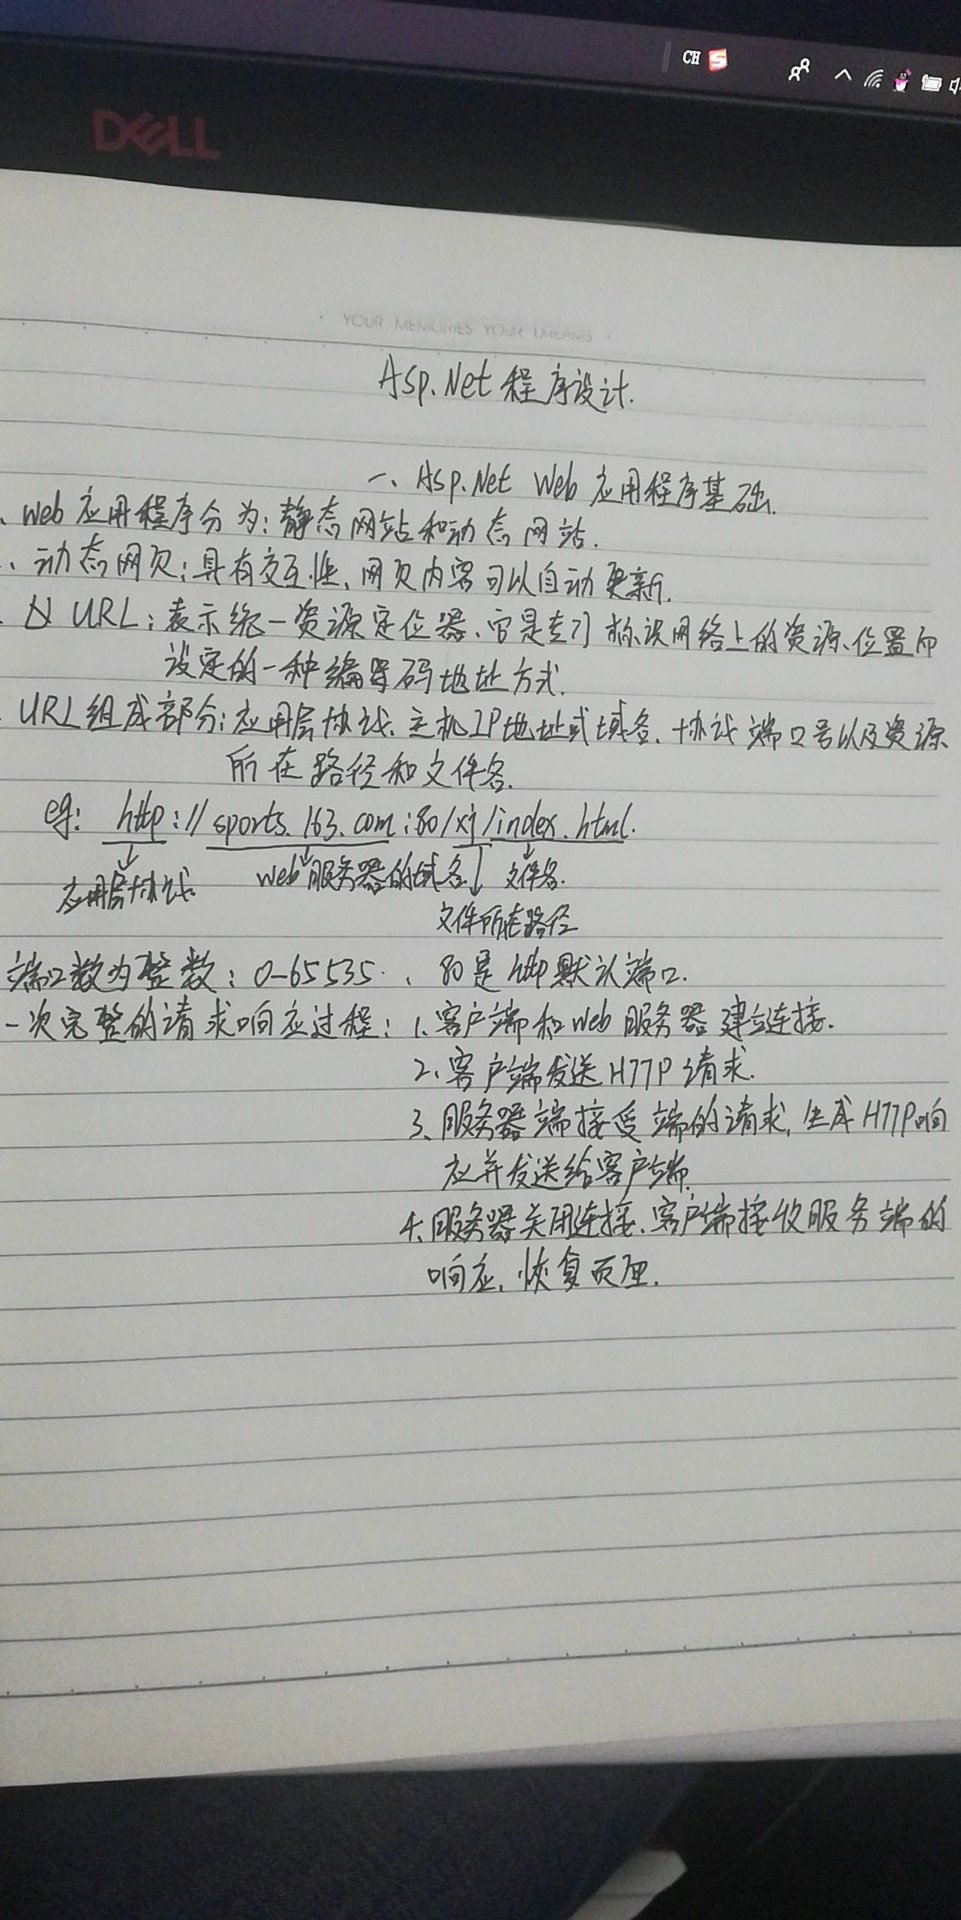 CH
DELL
YOUR MEMORIES YOUR DREAMS
Asp.Net 程序设计.
一、Asp.Net Web 应用程序基础.
、Web 应用程序分为:静态网站和动态网站.
、动态网页:具有交互性、网页内容可以自动更新.
、URL:表示统一资源定位器、它是 标识网络上的资源、位置而
设定的一种编码地址方式.
、URL组成部分:应用层协议、主机IP地址或域名、协议端口号以及资源
所在路径和文件名.
eg: http://sports.163.com:80/xj/index.html.
应用层协议 Web服务器的域名 文件名.
文件所在路径
端口数为整数:0-65535、80是http默认端口.
一次完整的请求响应过程:1.客户端和Web服务器建立连接.
2、客户端发送HTTP请求.
3、服务器端接受端的请求,生成HTTP响
应并发送给客户端.
4、服务器关闭连接、客户端接收服务端的
响应,恢复页面.